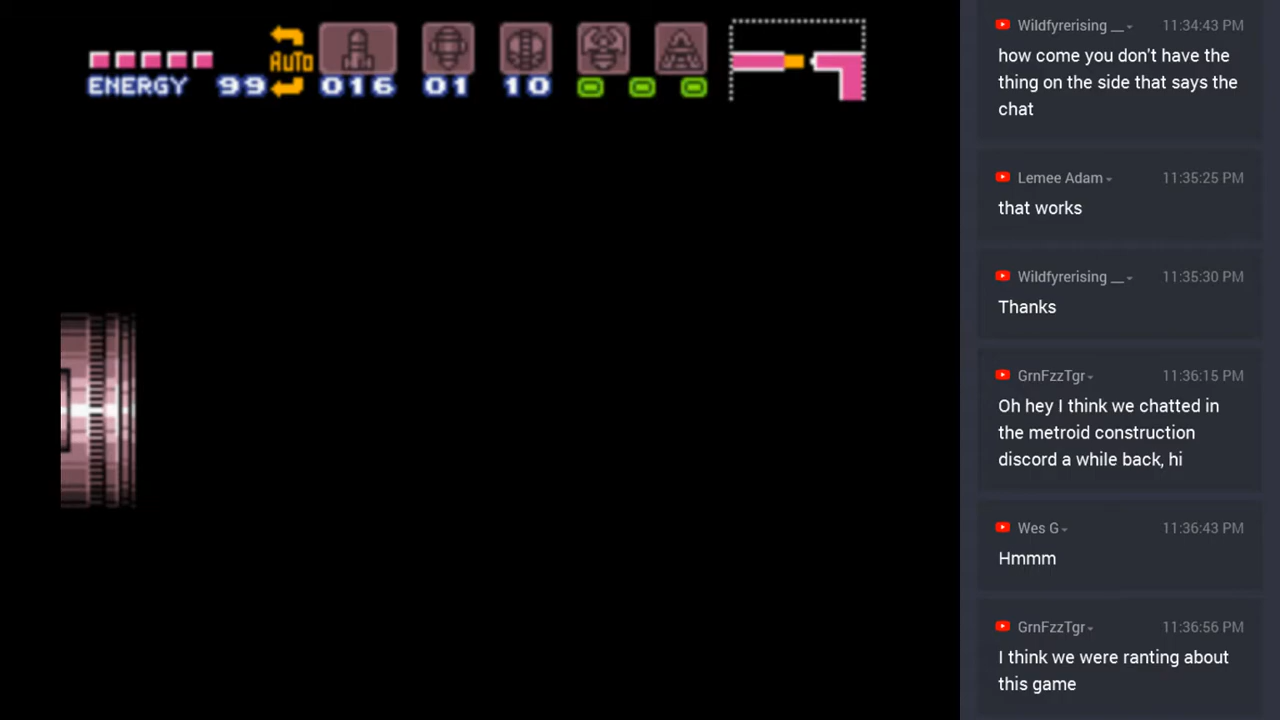 AUTO
ENERGY 99 016 01 10
Wildfyrerising __ 11:34:43 PM
how come you don't have the
thing on the side that says the
chat
Lemee Adam 11:35:25 PM
that works
Wildfyrerising __ 11:35:30 PM
Thanks
GrnFzzTgr 11:36:15 PM
Oh hey I think we chatted in
the metroid construction
discord a while back, hi
Wes G 11:36:43 PM
Hmmm
GrnFzzTgr 11:36:56 PM
I think we were ranting about
this game